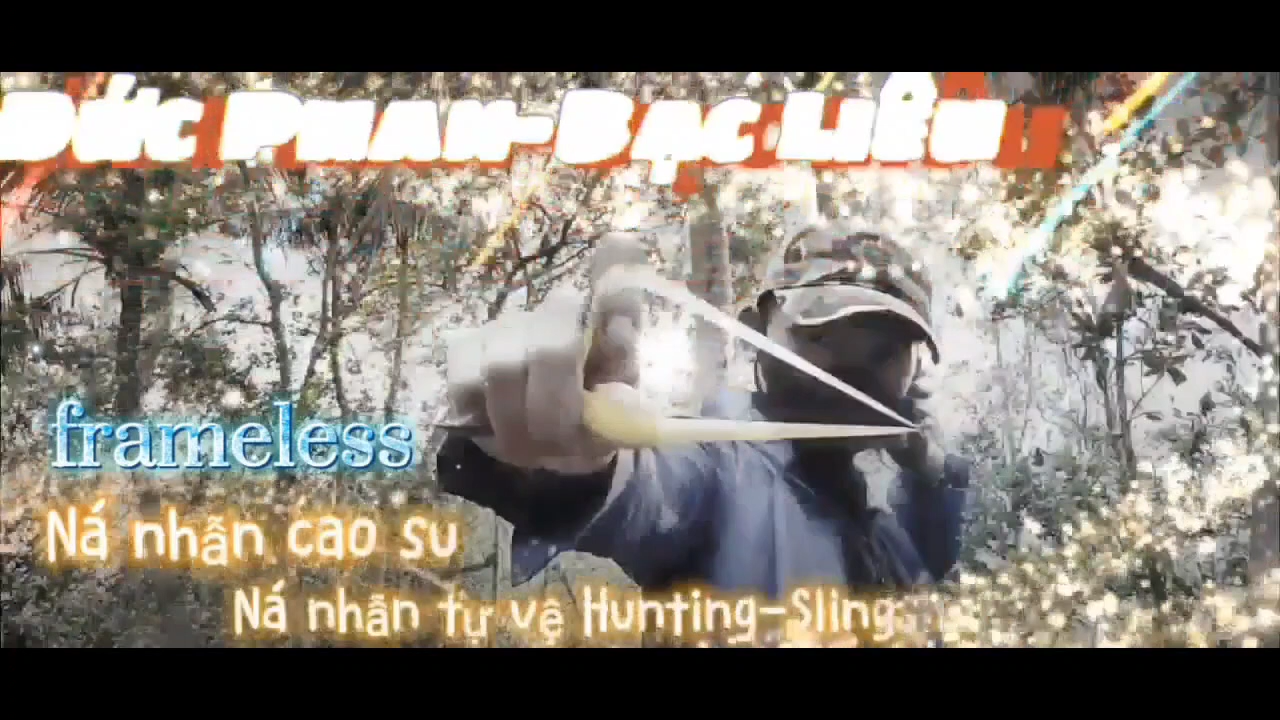 Đức Phan-Bạc Liêu
frameless
Ná nhẫn cao su
Ná nhẫn tự vệ Hunting-Sling